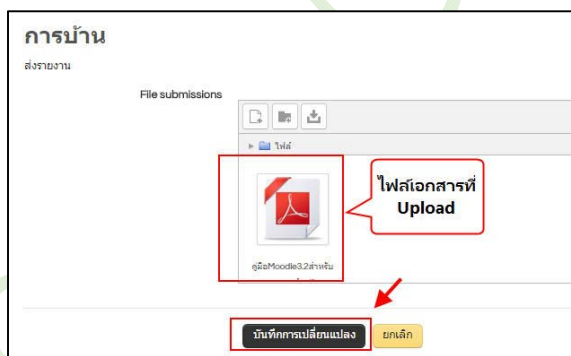 การบ้าน
ส่งรายงาน
File submissions
ไฟล์
ไฟล์เอกสารที่
Upload
คู่มือMoodle3.2สำหรับ
บันทึกการเปลี่ยนแปลง
ยกเลิก